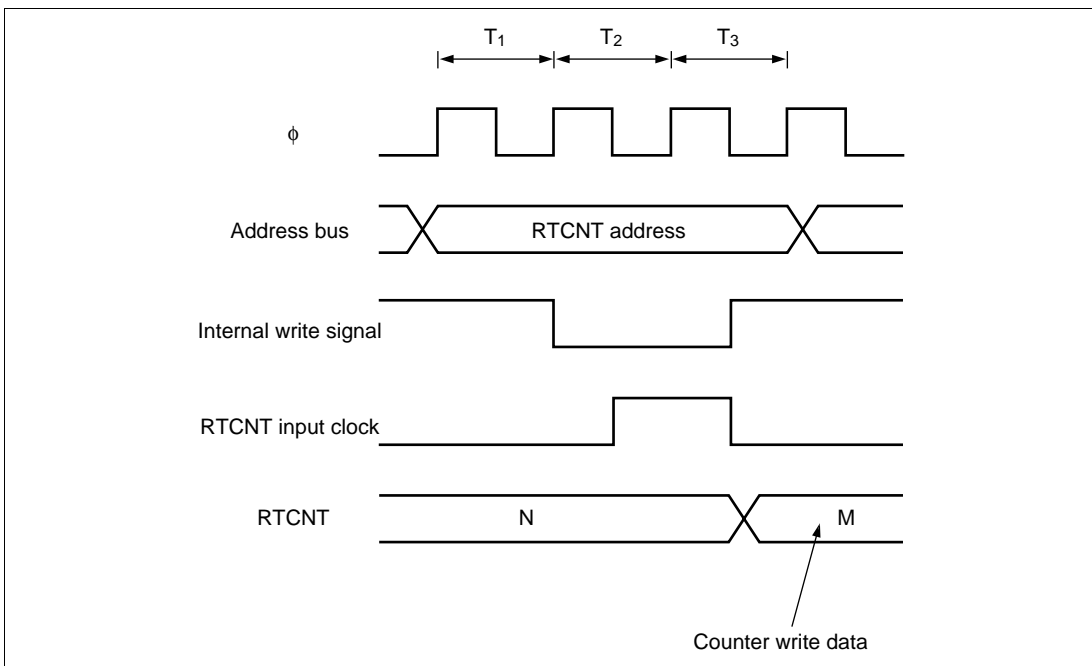 T1 T2 T3
ϕ
Address bus
RTCNT address
Internal write signal
RTCNT input clock
RTCNT
N
M
Counter write data